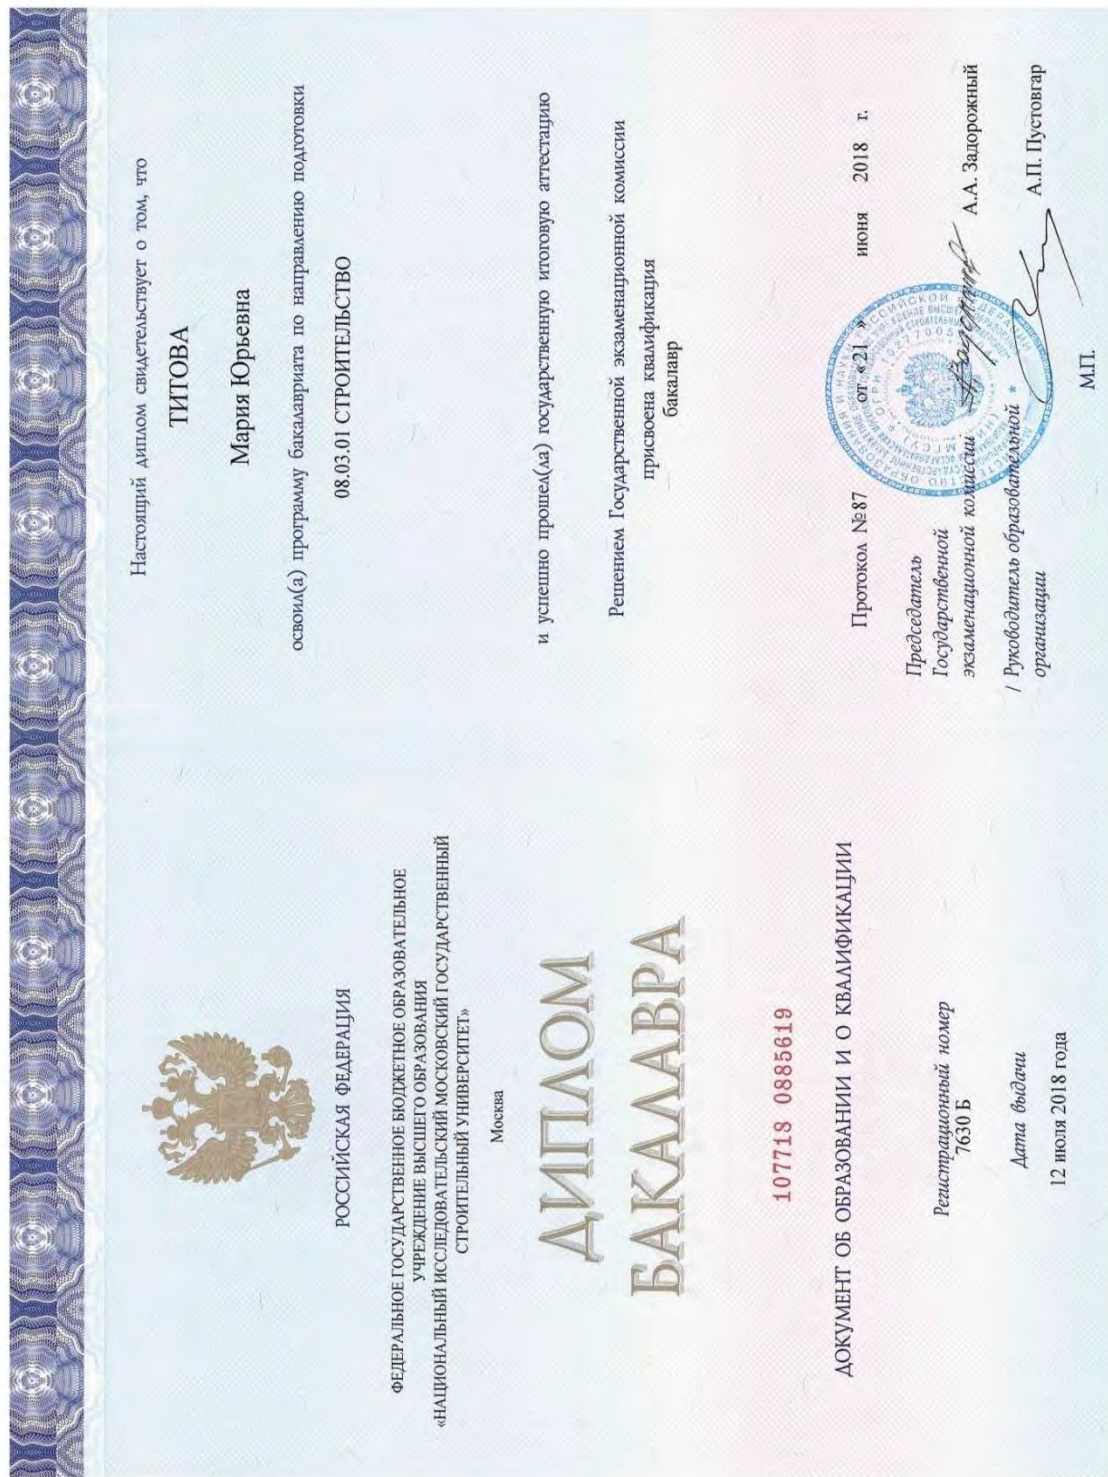 РОССИЙСКАЯ ФЕДЕРАЦИЯ
ФЕДЕРАЛЬНОЕ ГОСУДАРСТВЕННОЕ БЮДЖЕТНОЕ ОБРАЗОВАТЕЛЬНОЕ
УЧРЕЖДЕНИЕ ВЫСШЕГО ОБРАЗОВАНИЯ
«НАЦИОНАЛЬНЫЙ ИССЛЕДОВАТЕЛЬСКИЙ МОСКОВСКИЙ ГОСУДАРСТВЕННЫЙ
СТРОИТЕЛЬНЫЙ УНИВЕРСИТЕТ»
Москва
ДИПЛОМ
БАКАЛАВРА
107718 0885619
ДОКУМЕНТ ОБ ОБРАЗОВАНИИ И О КВАЛИФИКАЦИИ
Регистрационный номер
7630 Б
Дата выдачи
12 июля 2018 года
Настоящий диплом свидетельствует о том, что
ТИТОВА
Мария Юрьевна
освоил(а) программу бакалавриата по направлению подготовки
08.03.01 СТРОИТЕЛЬСТВО
и успешно прошел(ла) государственную итоговую аттестацию
Решением Государственной экзаменационной комиссии
присвоена квалификация
бакалавр
Протокол №87 от «21» июня 2018 г.
Председатель
Государственной
экзаменационной комиссии А.А. Задорожный
/ Руководитель образовательной А.П. Пустовгар
организации
М.П.